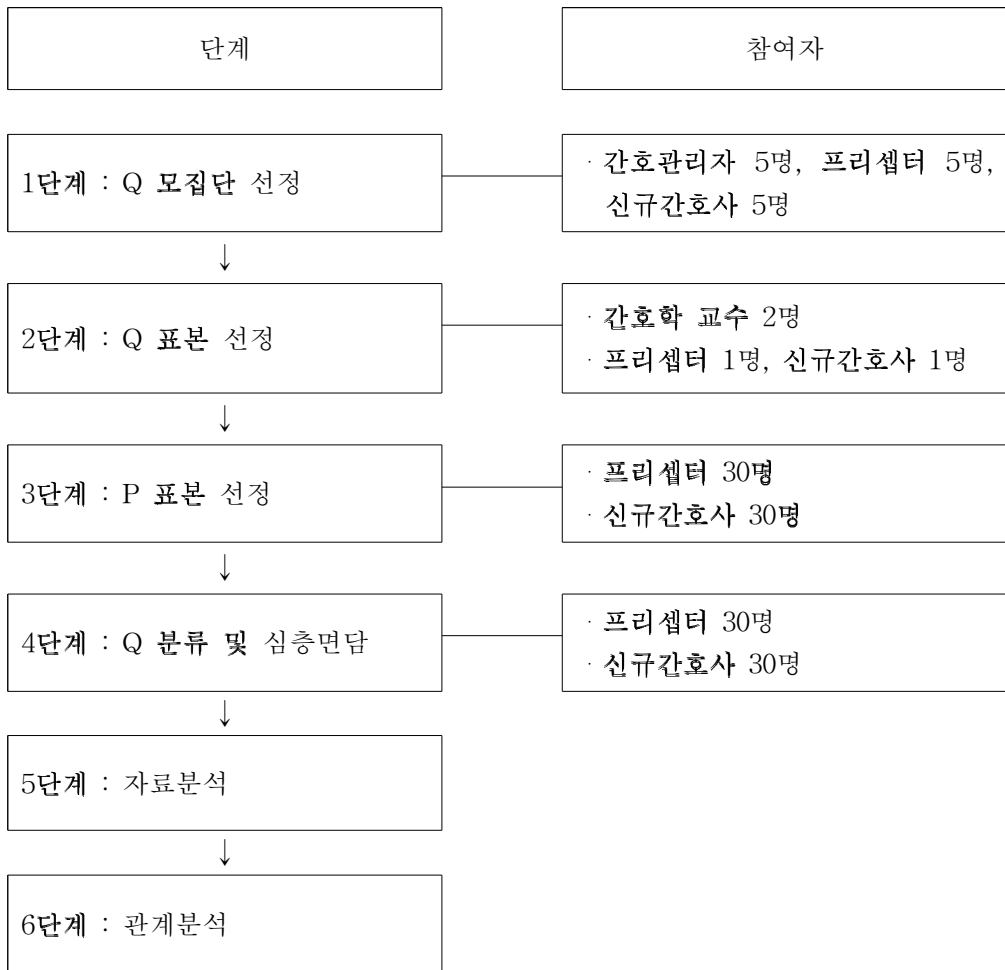 단계
참여자
1단계 : Q 모집단 선정
· 간호관리자 5명, 프리셉터 5명,
신규간호사 5명
↓
2단계 : Q 표본 선정
· 간호학 교수 2명
· 프리셉터 1명, 신규간호사 1명
↓
3단계 : P 표본 선정
· 프리셉터 30명
· 신규간호사 30명
↓
4단계 : Q 분류 및 심층면담
· 프리셉터 30명
· 신규간호사 30명
↓
5단계 : 자료분석
↓
6단계 : 관계분석